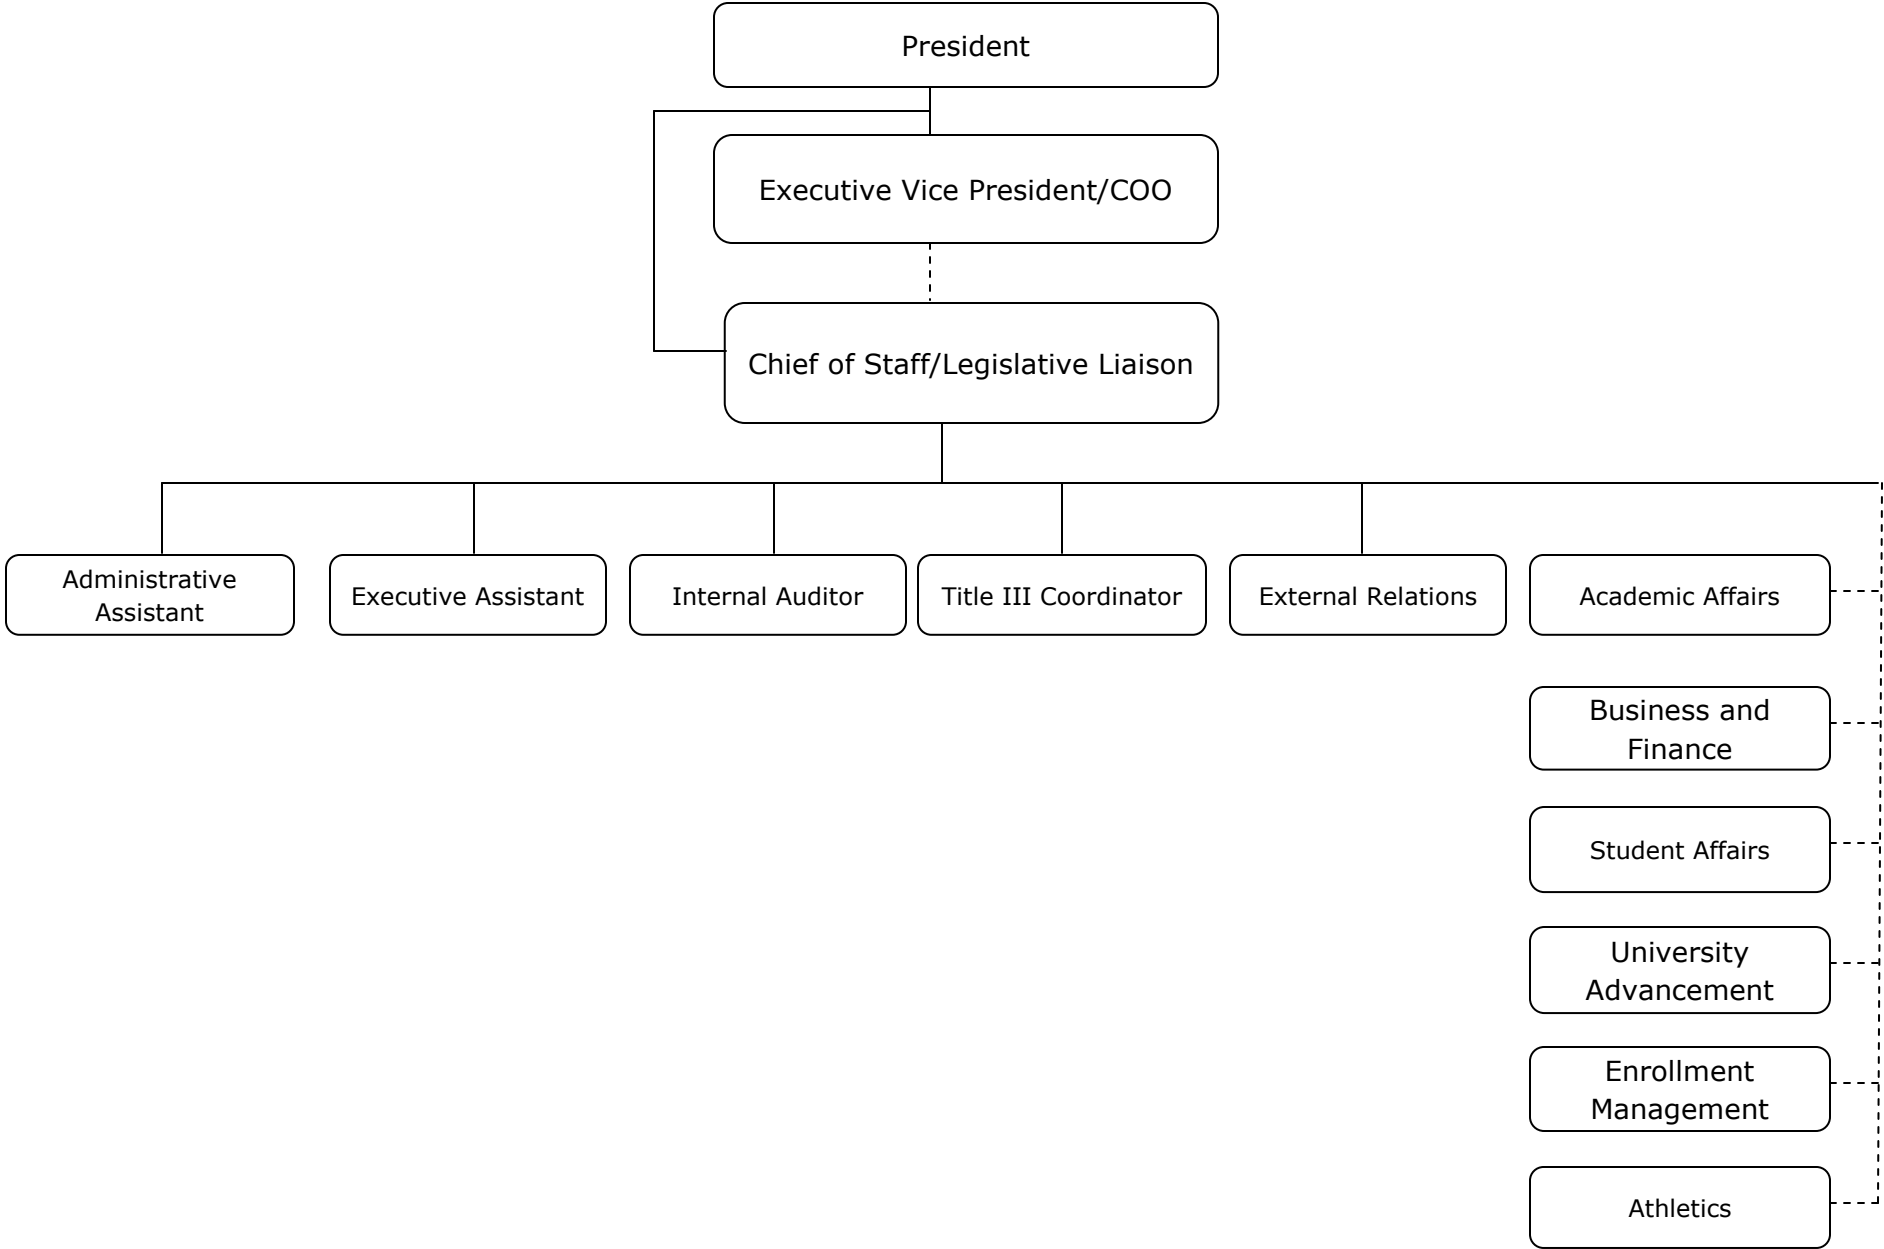 President
Executive Vice President/COO
Chief of Staff/Legislative Liaison
Administrative
Assistant
Executive Assistant
Internal Auditor
Title III Coordinator
External Relations
Academic Affairs
Business and
Finance
Student Affairs
University
Advancement
Enrollment
Management
Athletics